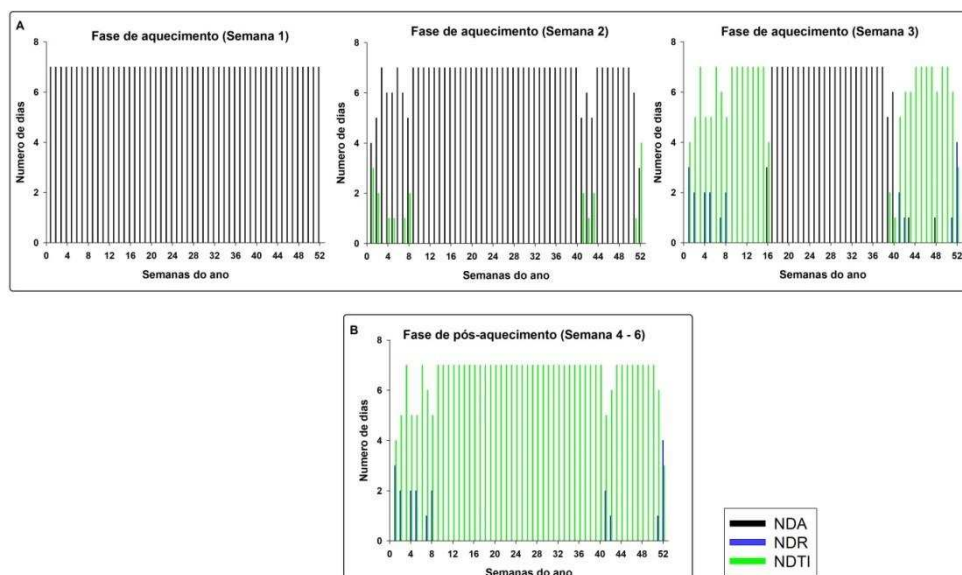 A
Fase de aquecimento (Semana 1)
Numero de dias
8
6
4
2
0
0 4 8 12 16 20 24 28 32 36 40 44 48 52
Semanas do ano
Fase de aquecimento (Semana 2)
Numero de dias
8
6
4
2
0
0 4 8 12 16 20 24 28 32 36 40 44 48 52
Semanas do ano
Fase de aquecimento (Semana 3)
Numero de dias
8
6
4
2
0
0 4 8 12 16 20 24 28 32 36 40 44 48 52
Semanas do ano
B
Fase de pós-aquecimento (Semana 4 - 6)
Numero de dias
8
6
4
2
0
0 4 8 12 16 20 24 28 32 36 40 44 48 52
Semanas do ano
NDA
NDR
NDTI